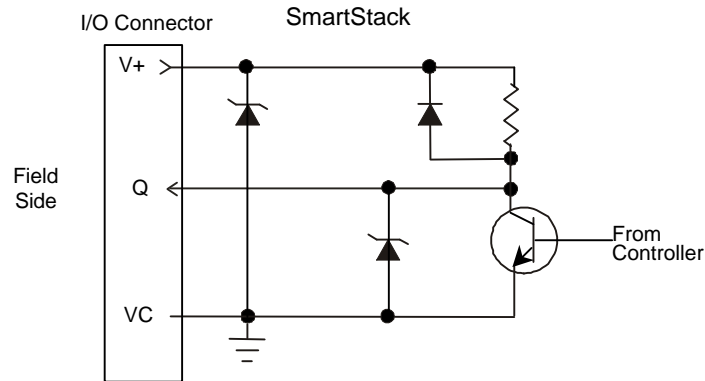 I/O Connector
SmartStack
V+
Field
Side
Q
From
Controller
VC